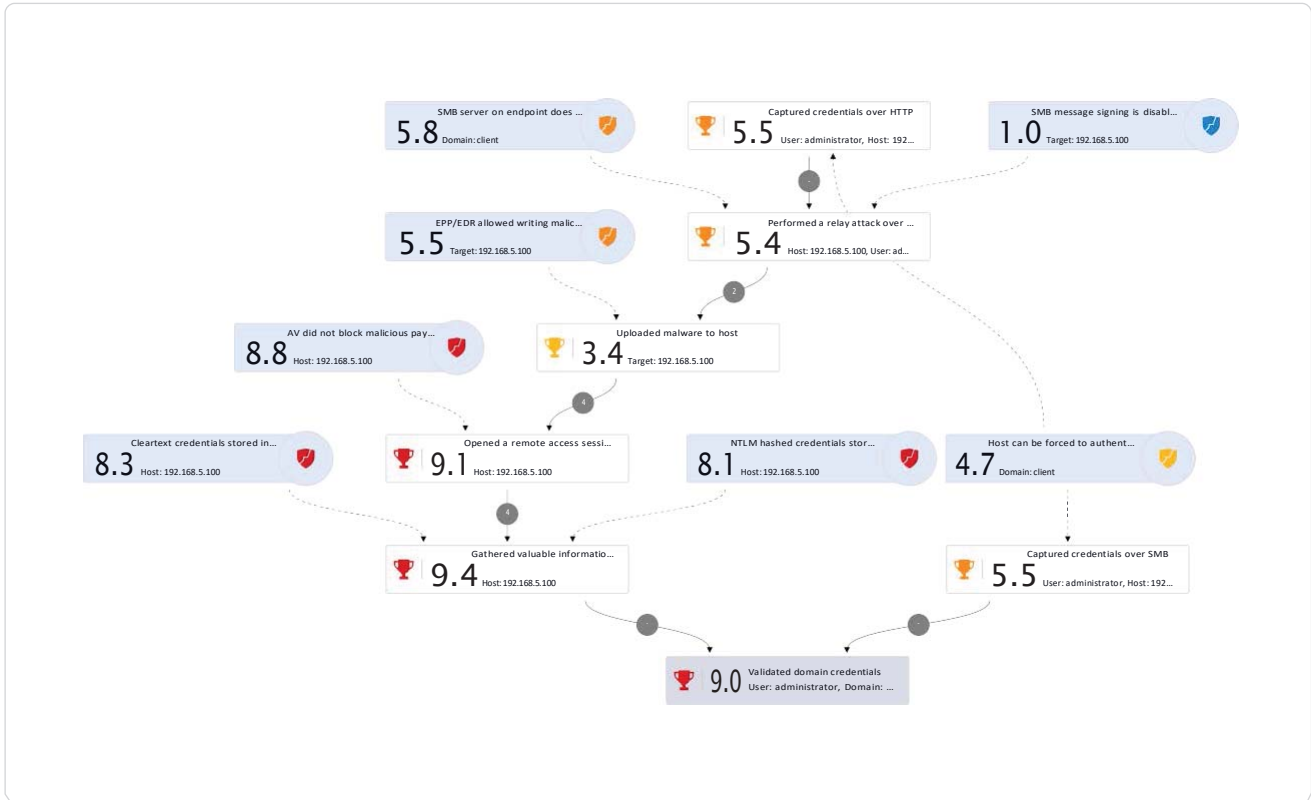 SMB server on endpoint does ...
5.8 Domain: client
Captured credentials over HTTP
5.5 User: administrator, Host: 192...
SMB message signing is disabl...
1.0 Target: 192.168.5.100
-
EPP/EDR allowed writing malic...
5.5 Target: 192.168.5.100
Performed a relay attack over ...
5.4 Host: 192.168.5.100, User: ad...
2
AV did not block malicious pay...
8.8 Host: 192.168.5.100
Uploaded malware to host
3.4 Target: 192.168.5.100
4
Cleartext credentials stored in...
8.3 Host: 192.168.5.100
Opened a remote access sessi...
9.1 Host: 192.168.5.100
NTLM hashed credentials stor...
8.1 Host: 192.168.5.100
Host can be forced to authent...
4.7 Domain: client
4
Gathered valuable informatio...
9.4 Host: 192.168.5.100
Captured credentials over SMB
5.5 User: administrator, Host: 192...
-
-
Validated domain credentials
9.0 User: administrator, Domain: ...